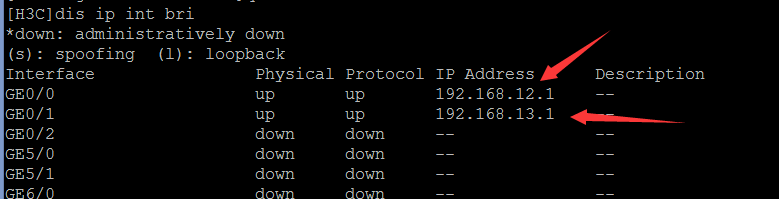 [H3C]dis ip int bri
*down: administratively down
(s): spoofing  (l): loopback
Interface                Physical Protocol IP Address      Description
GE0/0                    up       up       192.168.12.1    --
GE0/1                    up       up       192.168.13.1    --
GE0/2                    down     down     --              --
GE5/0                    down     down     --              --
GE5/1                    down     down     --              --
GE6/0                    down     down     --              --